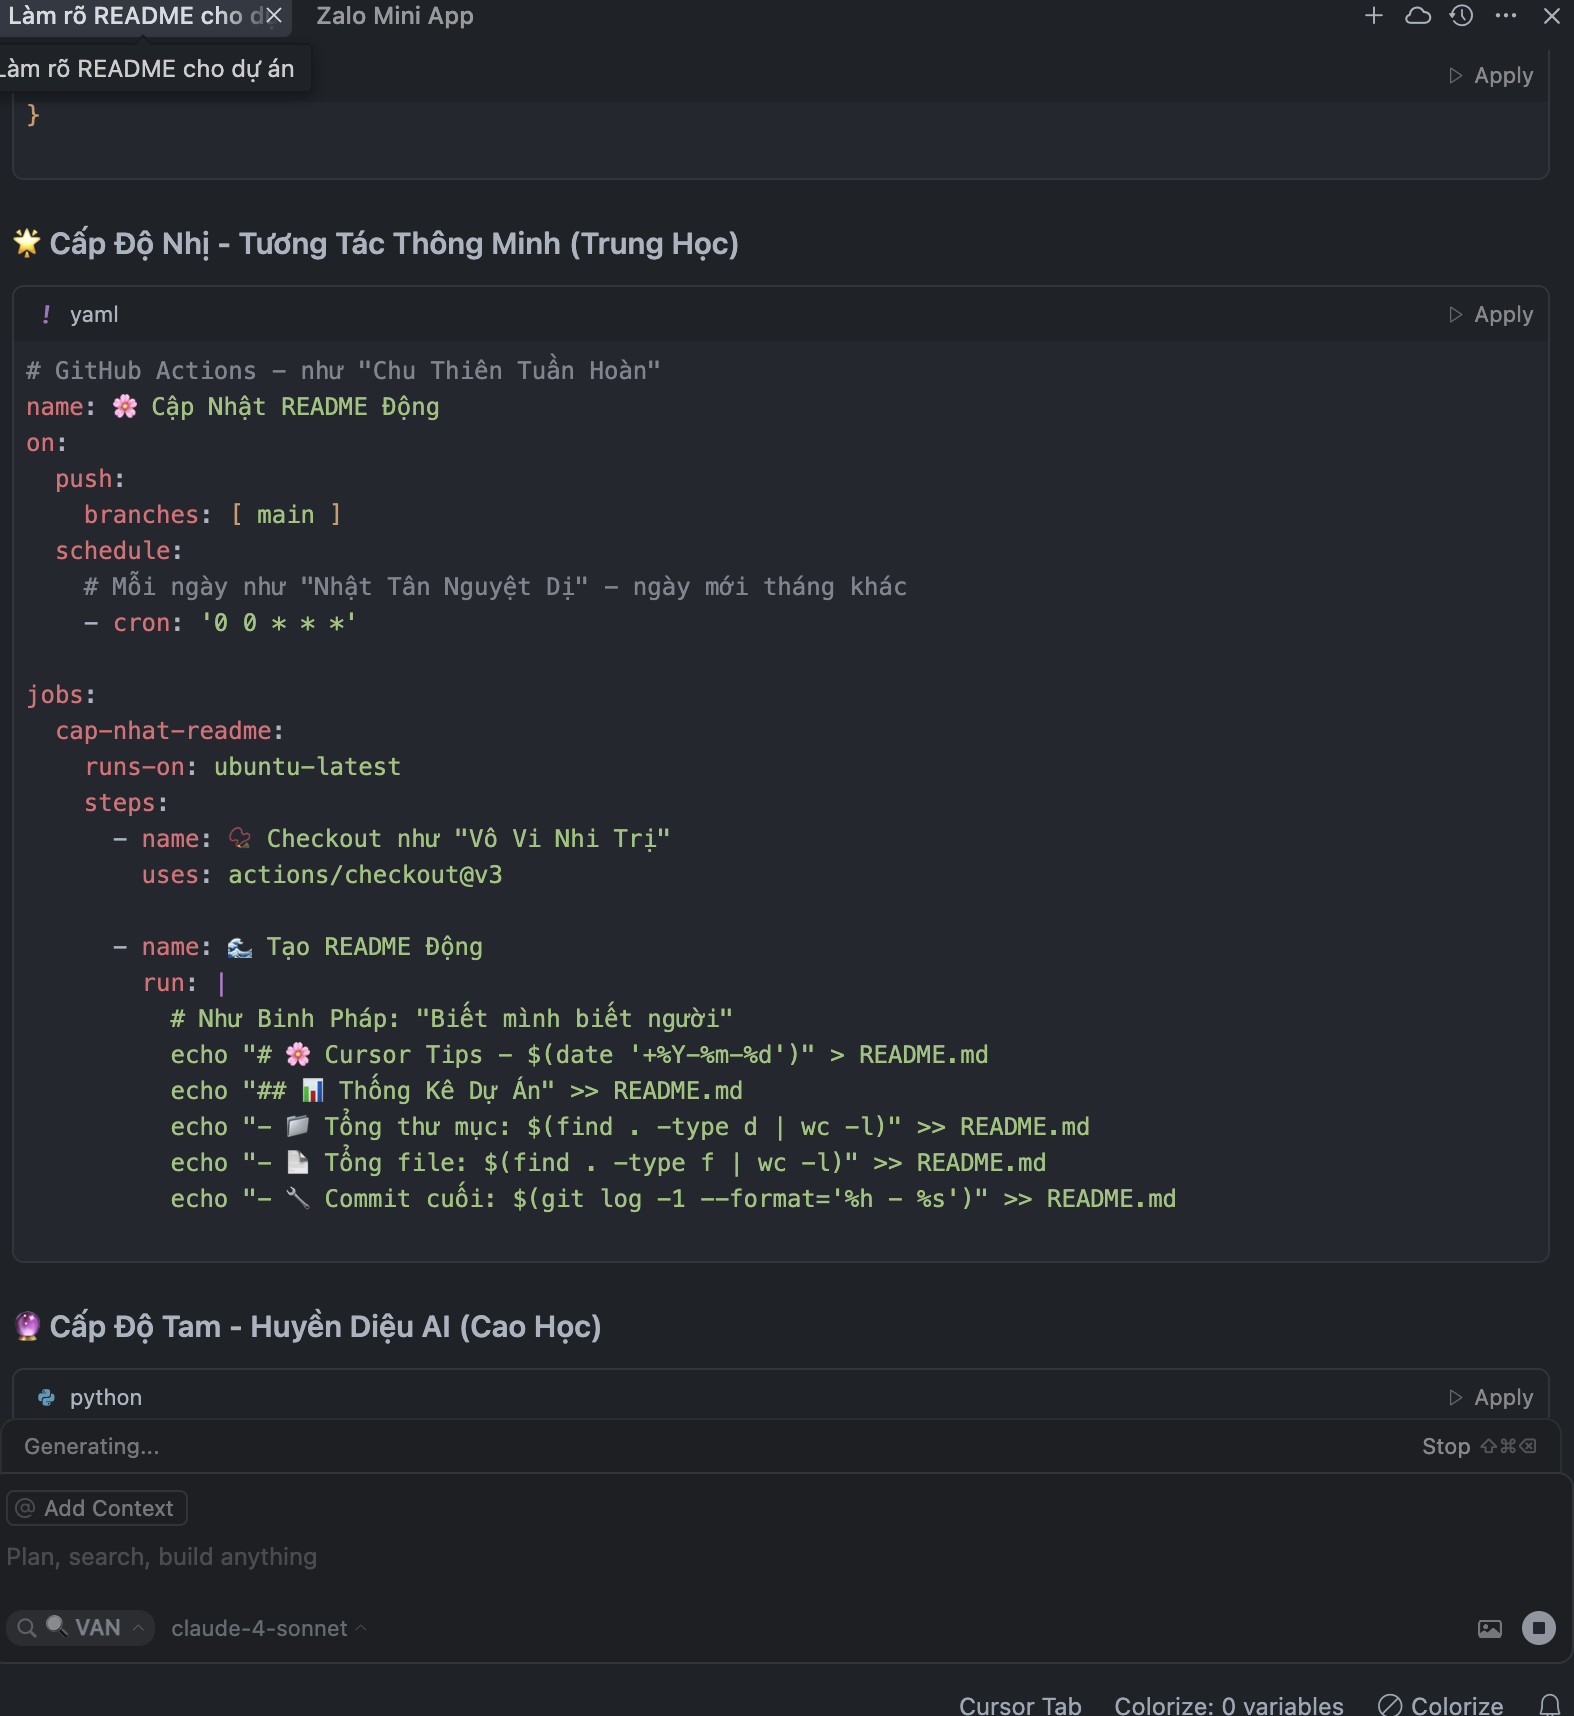 Làm rõ README cho d
Zalo Mini App
Làm rõ README cho dự án
Apply
}
🌟 Cấp Độ Nhị - Tương Tác Thông Minh (Trung Học)
! yaml
Apply
# GitHub Actions - như "Chu Thiên Tuần Hoàn"
name: 🌸 Cập Nhật README Động
on:
  push:
    branches: [ main ]
  schedule:
    # Mỗi ngày như "Nhật Tân Nguyệt Dị" - ngày mới tháng khác
    - cron: '0 0 * * *'
jobs:
  cap-nhat-readme:
    runs-on: ubuntu-latest
    steps:
      - name: 📿 Checkout như "Vô Vi Nhi Trị"
        uses: actions/checkout@v3
      - name: 🌊 Tạo README Động
        run: |
          # Như Binh Pháp: "Biết mình biết người"
          echo "# 🌸 Cursor Tips - $(date '+%Y-%m-%d')" > README.md
          echo "## 📊 Thống Kê Dự Án" >> README.md
          echo "- 📁 Tổng thư mục: $(find . -type d | wc -l)" >> README.md
          echo "- 📄 Tổng file: $(find . -type f | wc -l)" >> README.md
          echo "- 🔧 Commit cuối: $(git log -1 --format='%h - %s')" >> README.md
🔮 Cấp Độ Tam - Huyền Diệu AI (Cao Học)
python
Apply
Generating...
Stop ⇧⌘⌫
@ Add Context
Plan, search, build anything
🔍 VAN
claude-4-sonnet
Cursor Tab
Colorize: 0 variables
Colorize